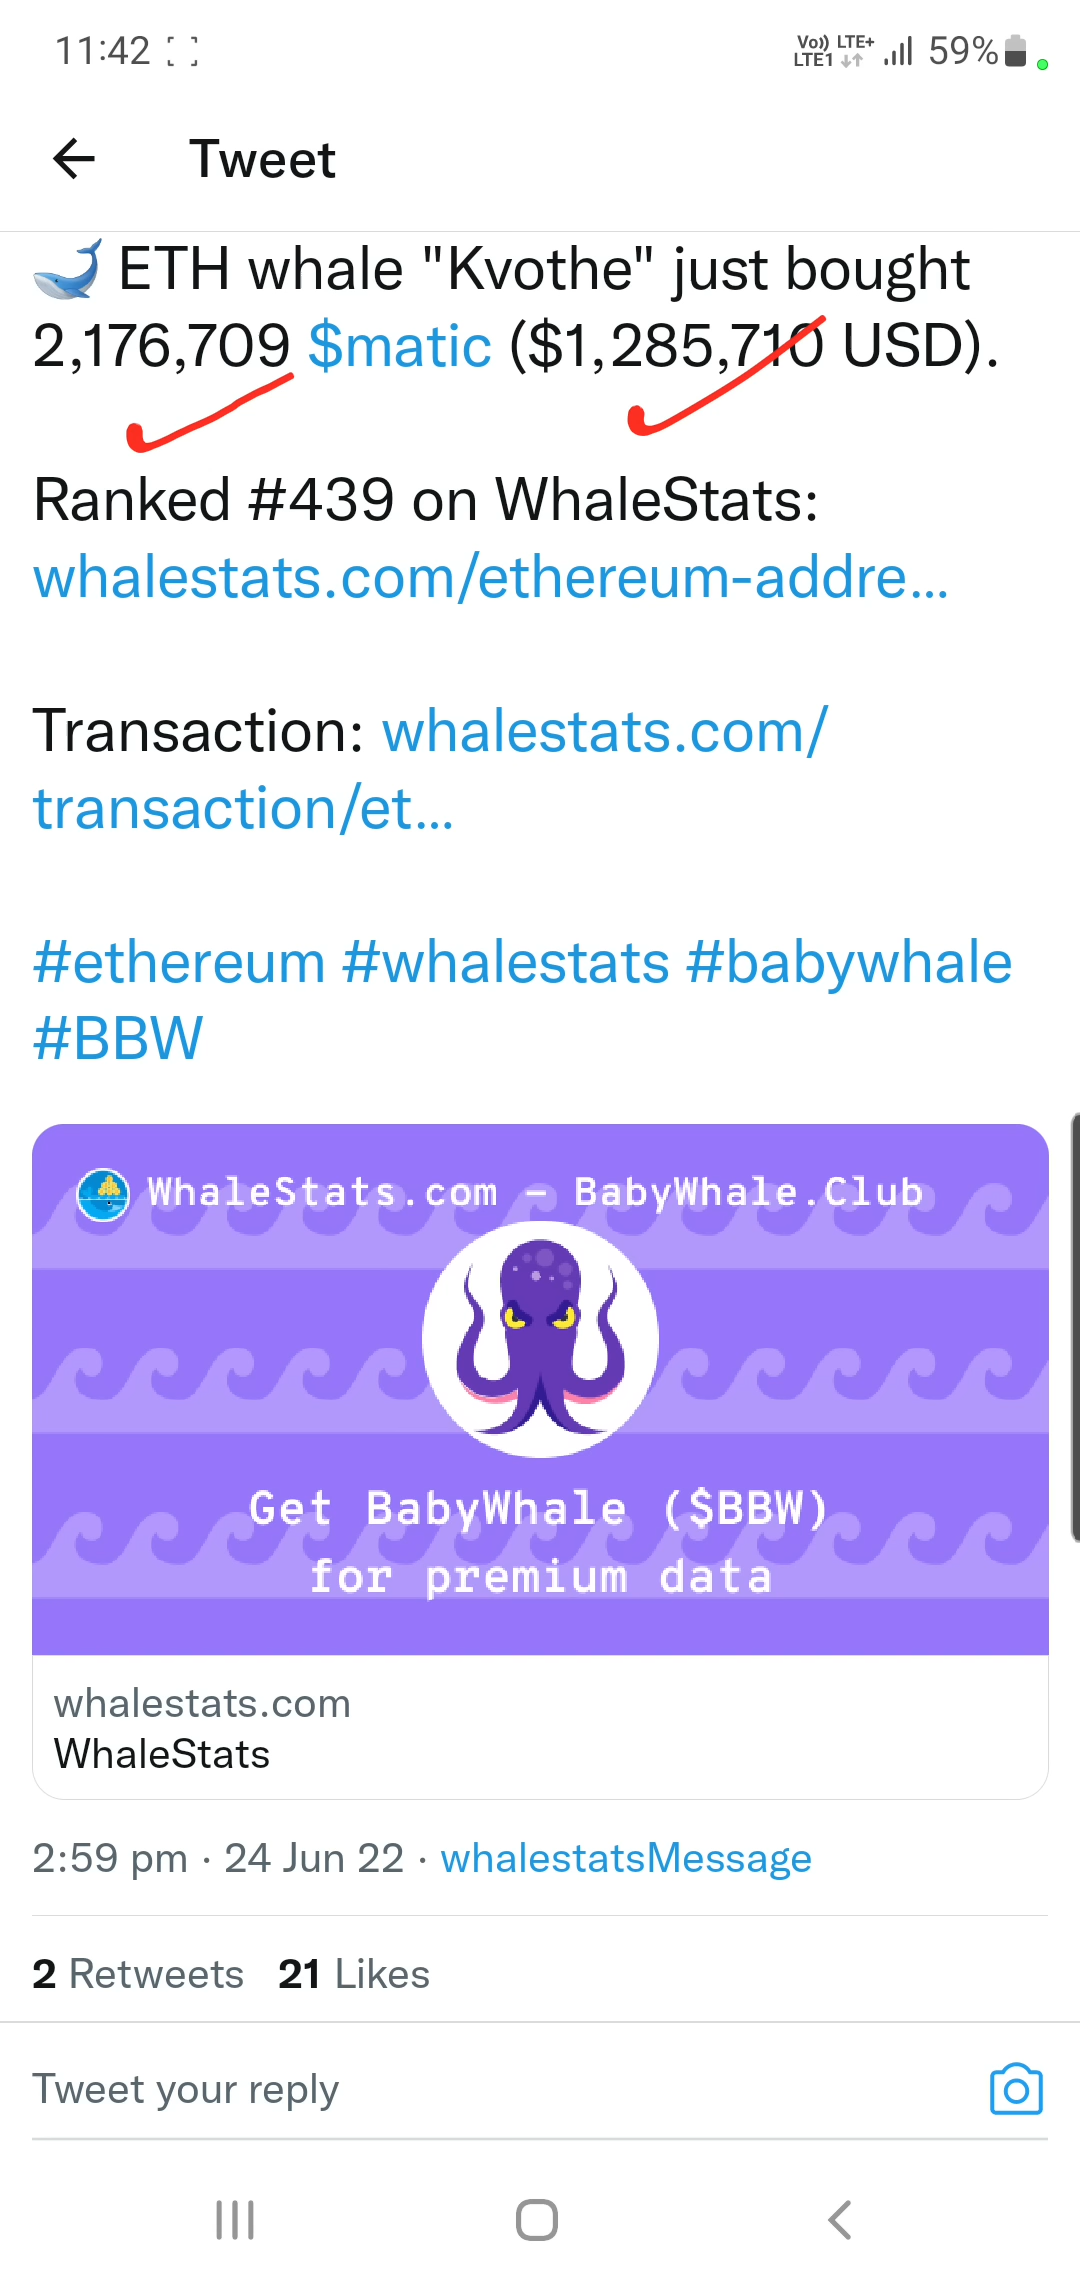 11:42
Vo)) LTE+
LTE1
59%
Tweet
ETH whale "Kvothe" just bought
2,176,709 $matic ($1,285,710 USD).
Ranked #439 on WhaleStats:
whalestats.com/ethereum-addre...
Transaction: whalestats.com/
transaction/et...
#ethereum #whalestats #babywhale
#BBW
WhaleStats.com – BabyWhale.Club
Get BabyWhale ($BBW)
for premium data
whalestats.com
WhaleStats
2:59 pm · 24 Jun 22 · whalestatsMessage
2 Retweets 21 Likes
Tweet your reply